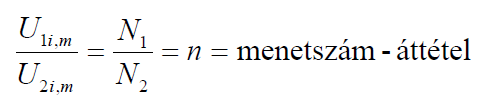 U1i,m / U2i,m = N1 / N2 = n = menetszám - áttétel